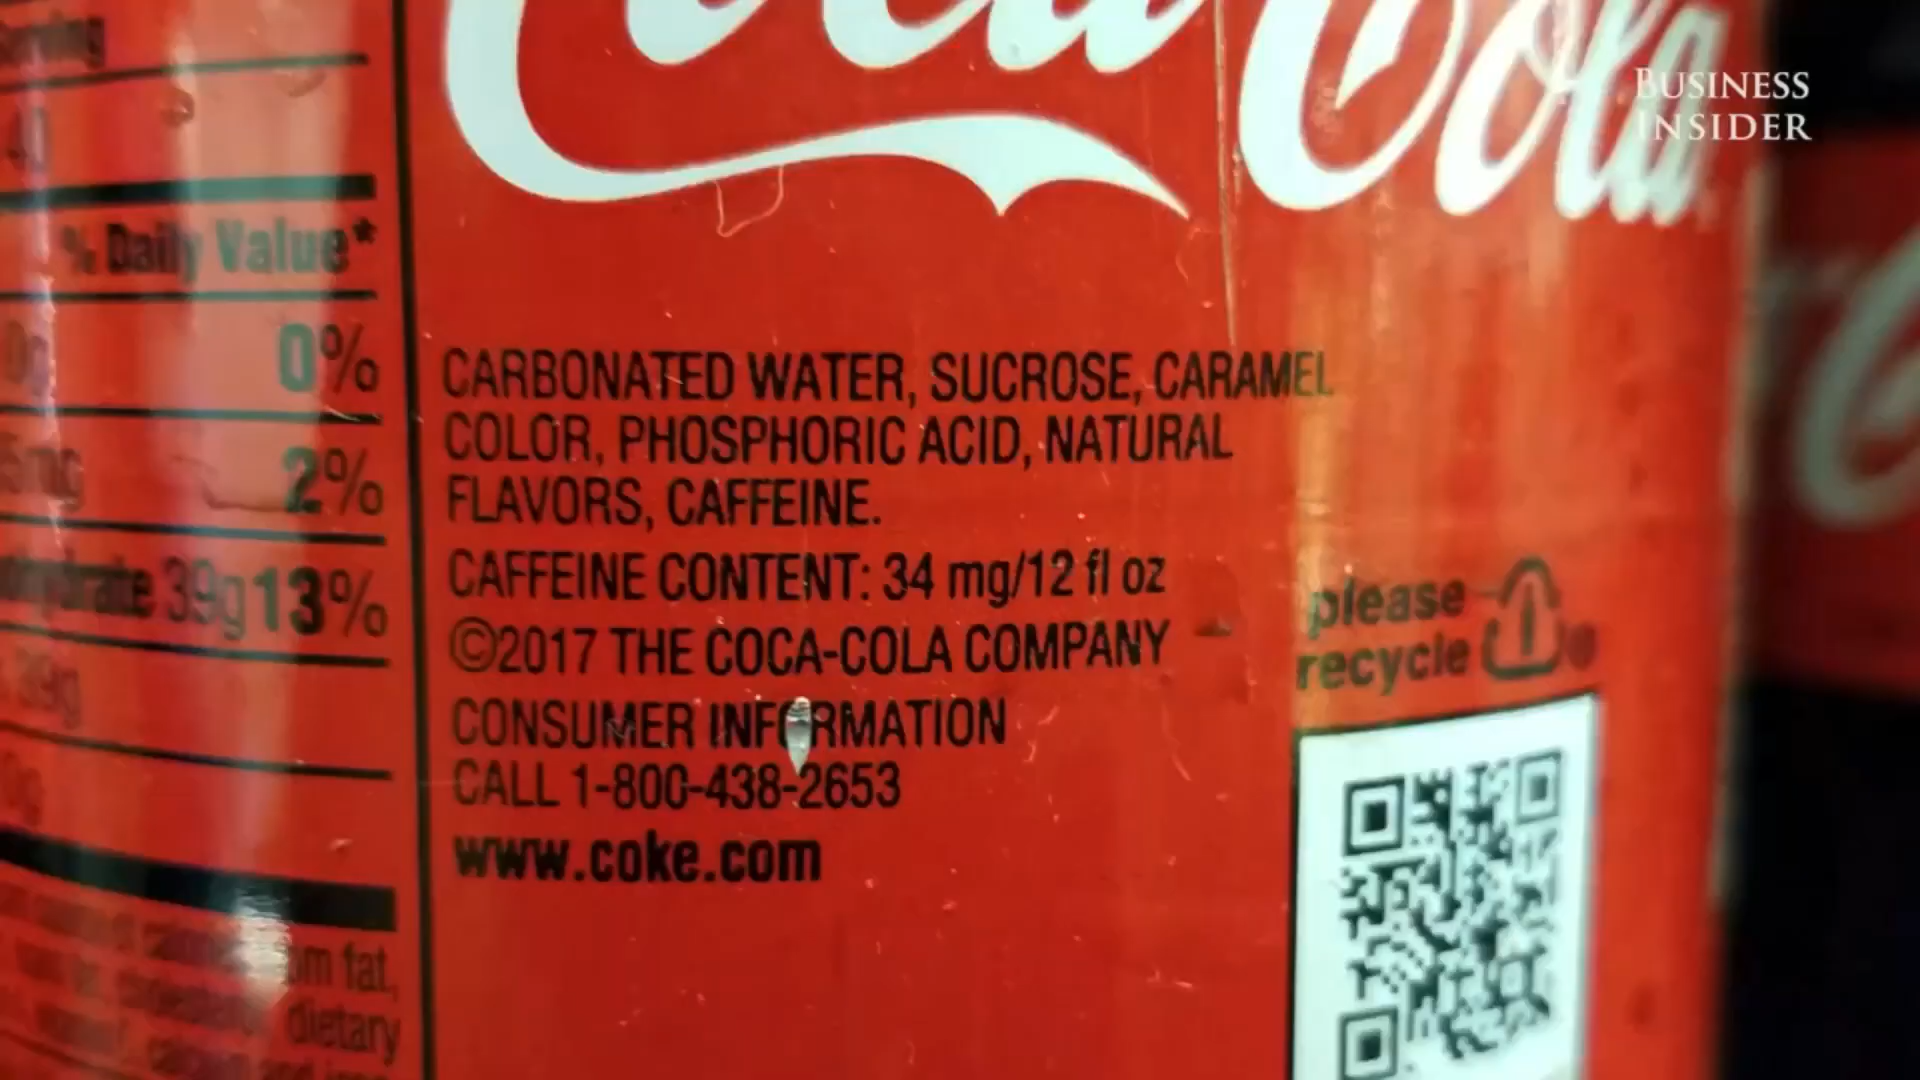 Coca-Cola
BUSINESS
INSIDER
% Daily Value*
0%
2%
39g 13%
39g
CARBONATED WATER, SUCROSE, CARAMEL
COLOR, PHOSPHORIC ACID, NATURAL
FLAVORS, CAFFEINE.
CAFFEINE CONTENT: 34 mg/12 fl oz
©2017 THE COCA-COLA COMPANY
CONSUMER INFORMATION
CALL 1-800-438-2653
www.coke.com
please
recycle
fat,
dietary